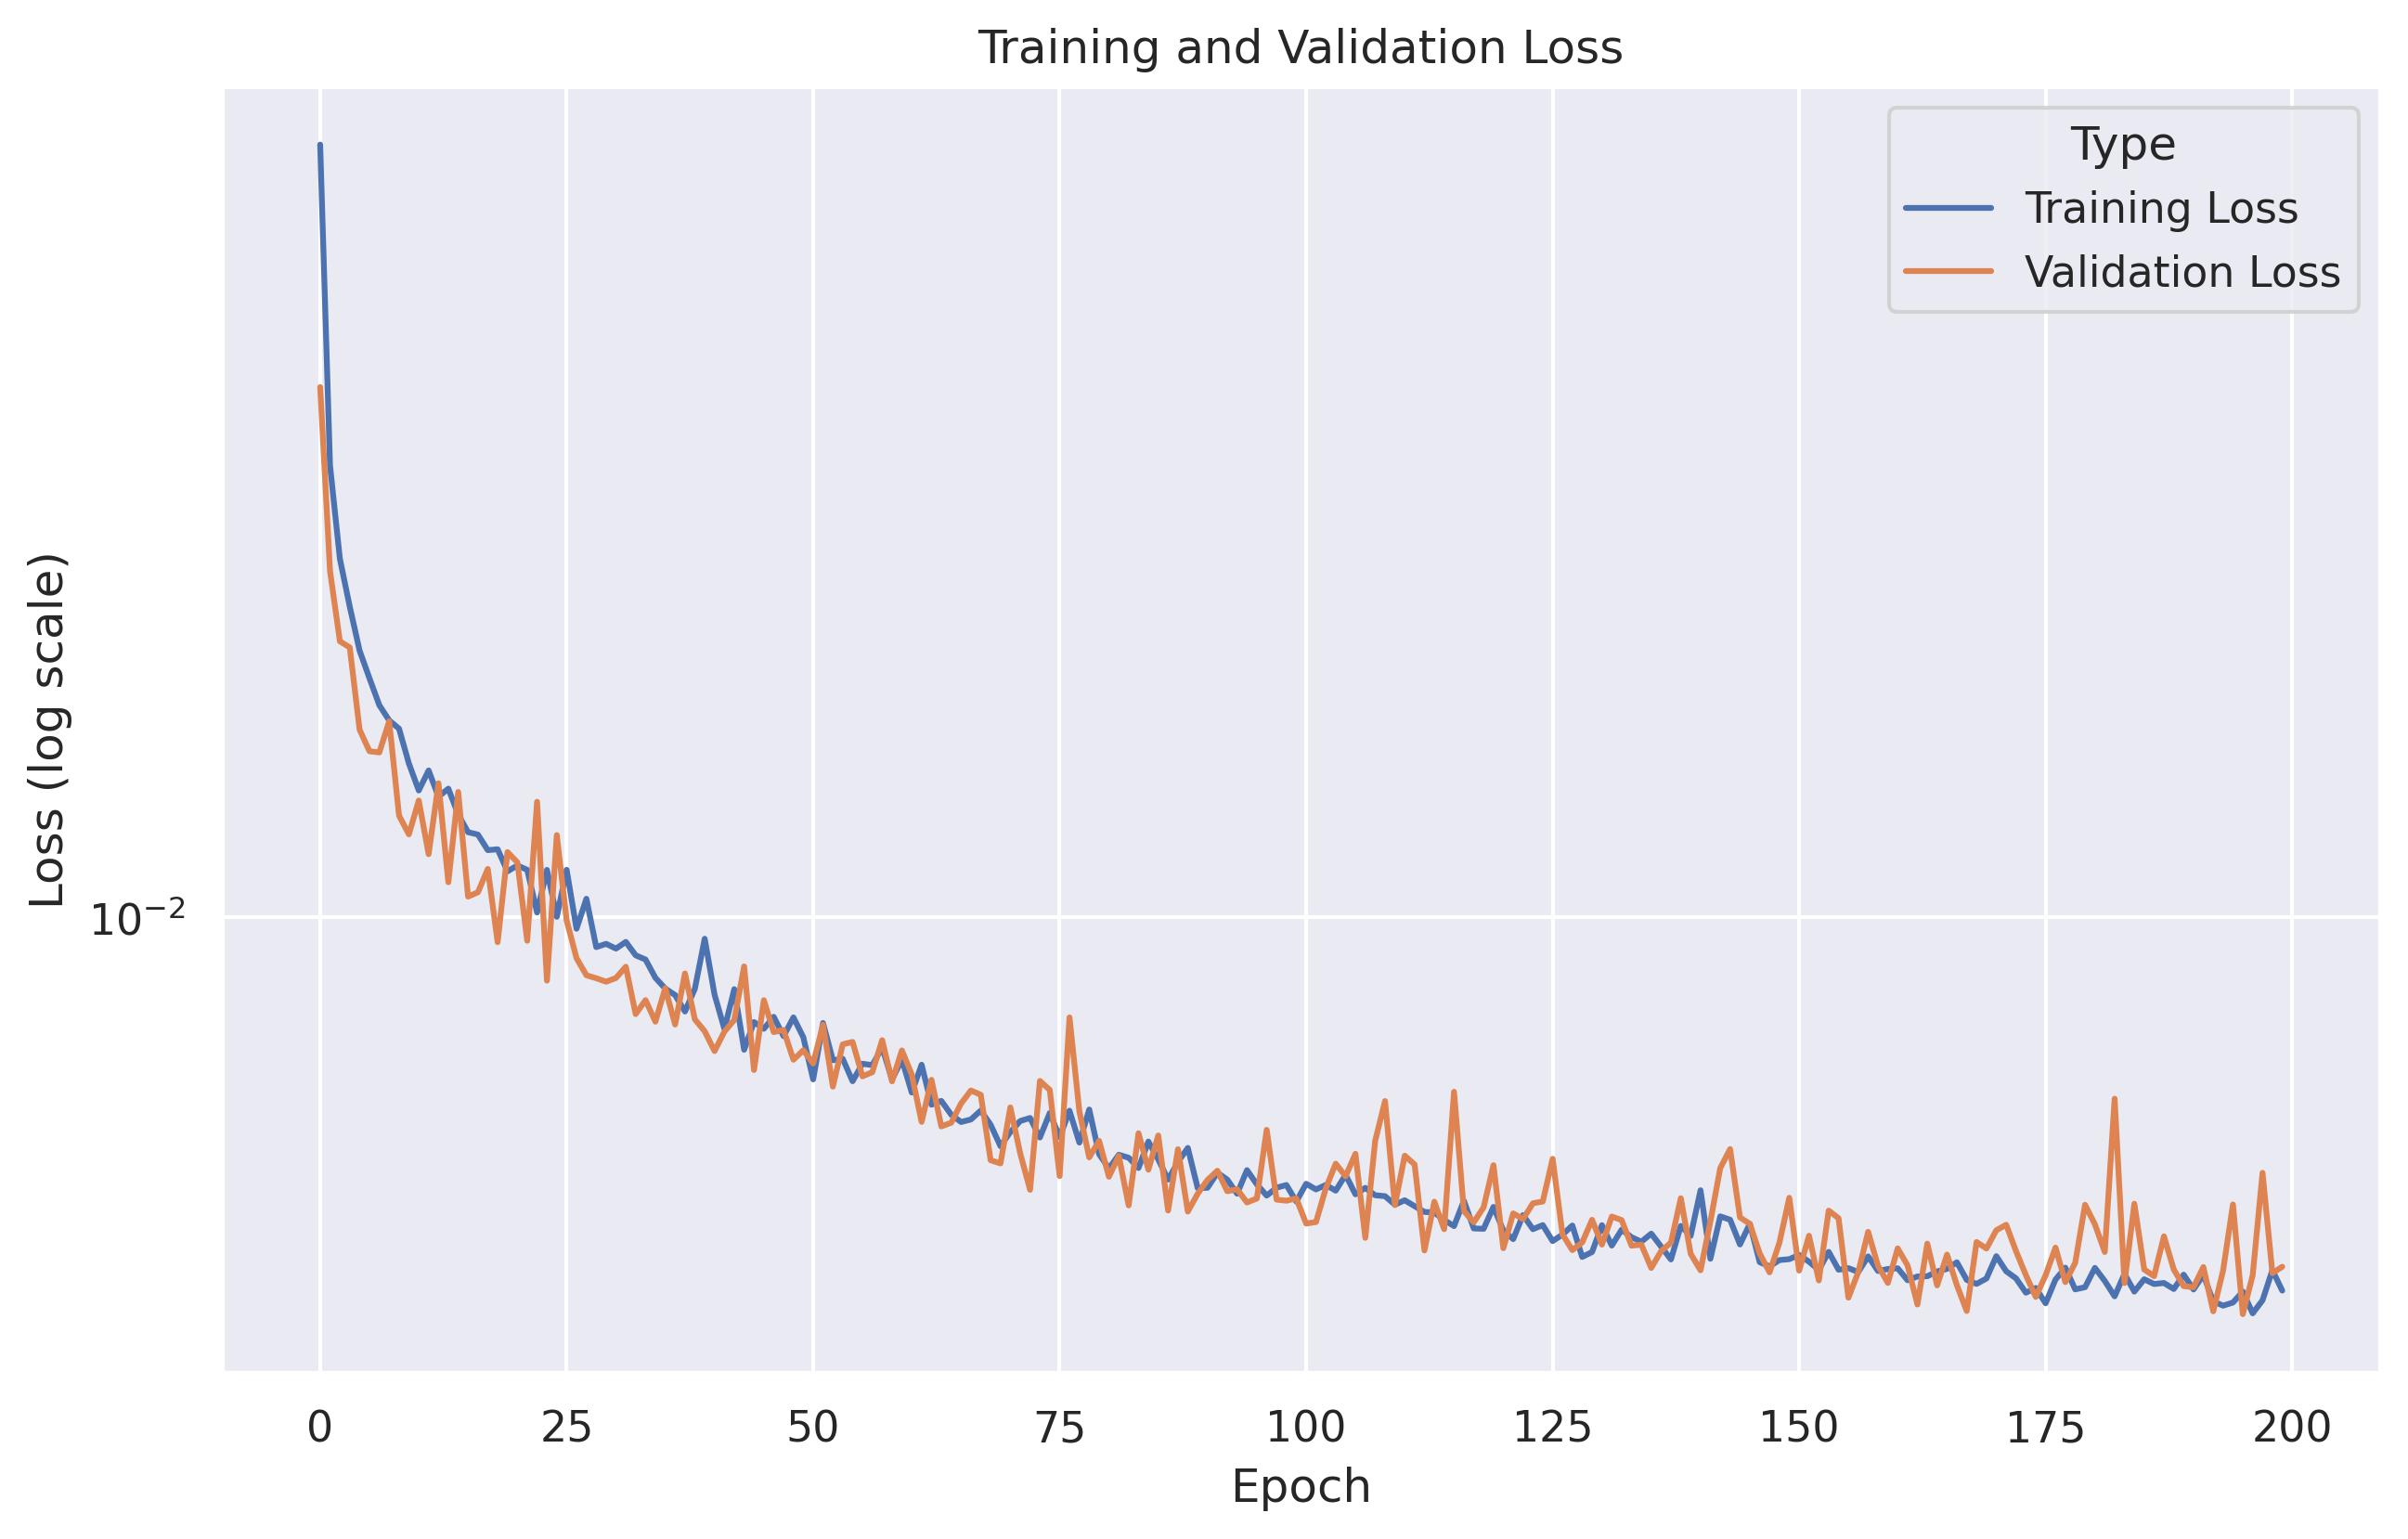 Training and Validation Loss
Type
Training Loss
Validation Loss
Loss (log scale)
10⁻²
0 25 50 75 100 125 150 175 200
Epoch